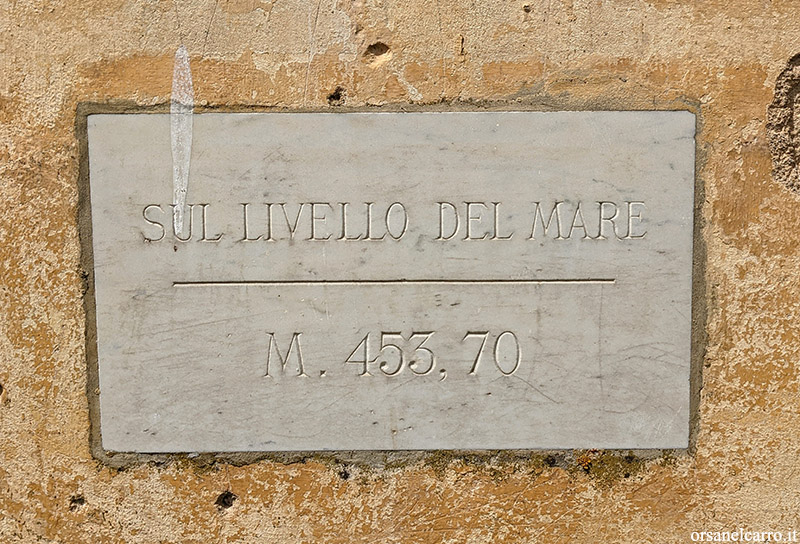 SUL LIVELLO DEL MARE
M. 453,70
orsanelcarro.it